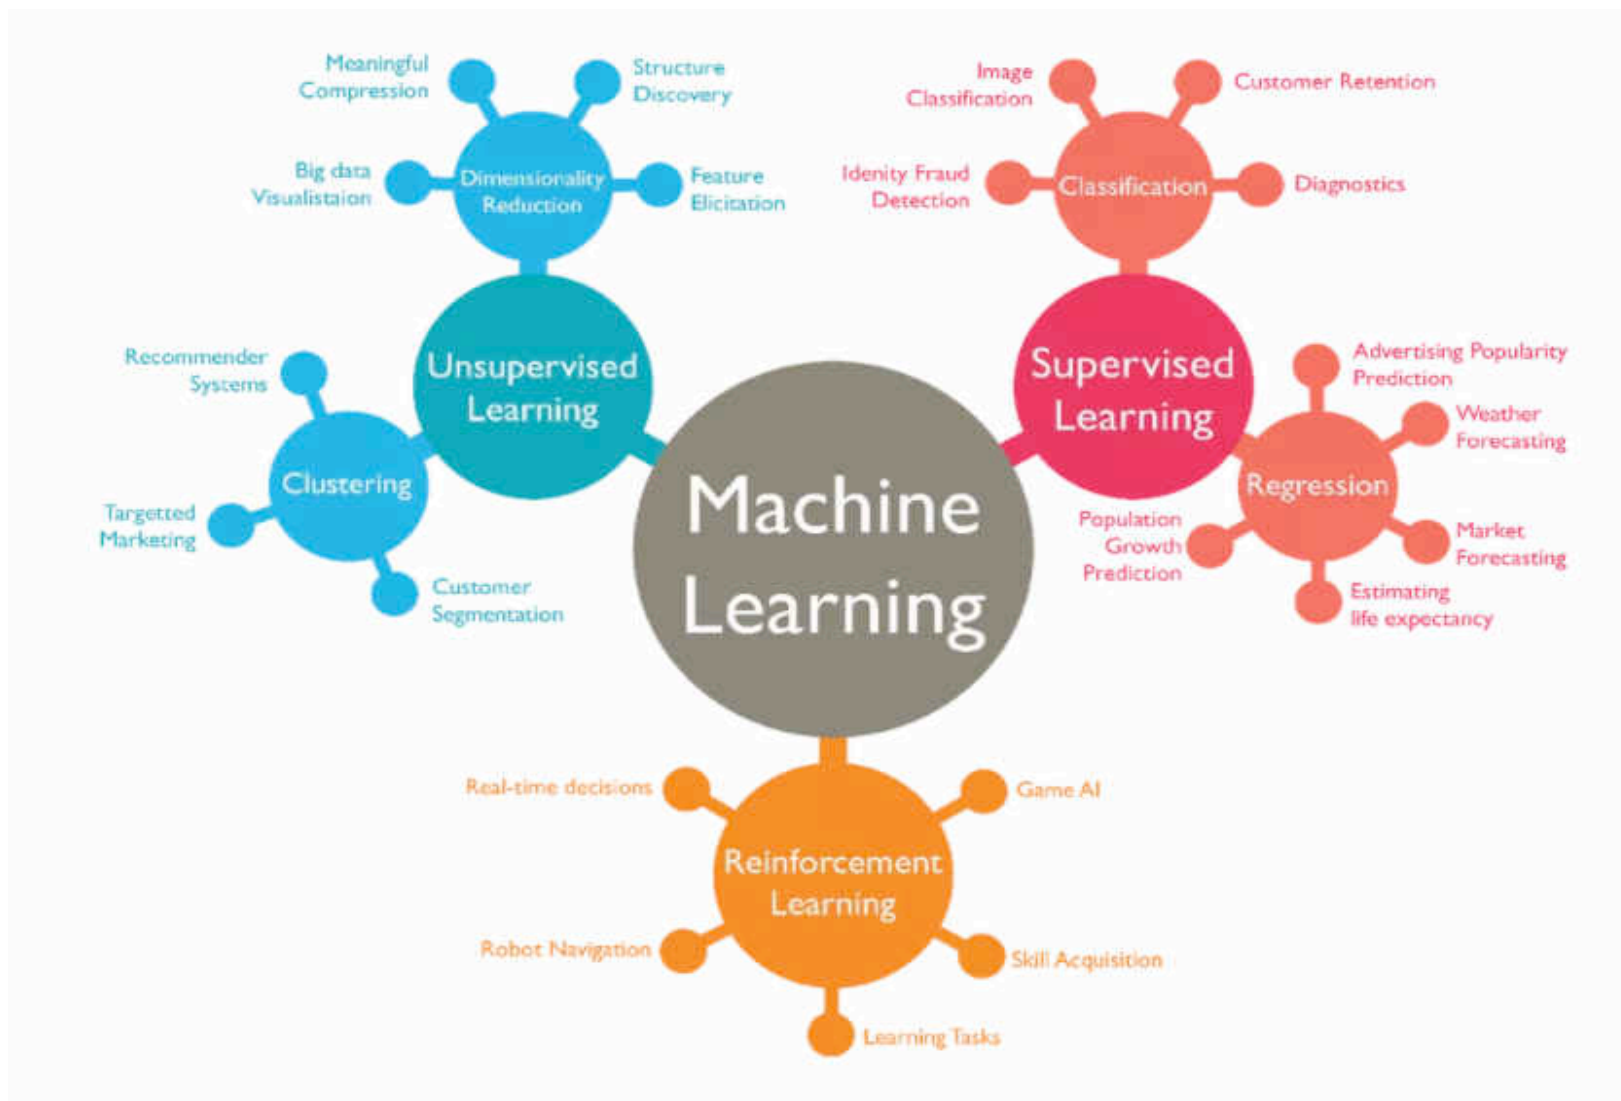 Meaningful
Compression
Structure
Discovery
Big data
Visualistaion
Dimensionality
Reduction
Feature
Elicitation
Image
Classification
Customer Retention
Idenity Fraud
Detection
Classification
Diagnostics
Unsupervised
Learning
Supervised
Learning
Recommender
Systems
Clustering
Targetted
Marketing
Customer
Segmentation
Machine
Learning
Advertising Popularity
Prediction
Weather
Forecasting
Regression
Population
Growth
Prediction
Market
Forecasting
Estimating
life expectancy
Real-time decisions
Game AI
Reinforcement
Learning
Robot Navigation
Skill Acquisition
Learning Tasks